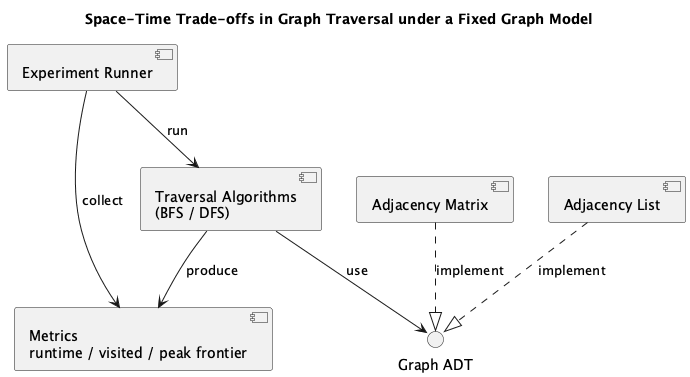 Space-Time Trade-offs in Graph Traversal under a Fixed Graph Model
Experiment Runner
run
collect
Traversal Algorithms
(BFS / DFS)
Adjacency Matrix
Adjacency List
produce
use
implement
implement
Metrics
runtime / visited / peak frontier
Graph ADT